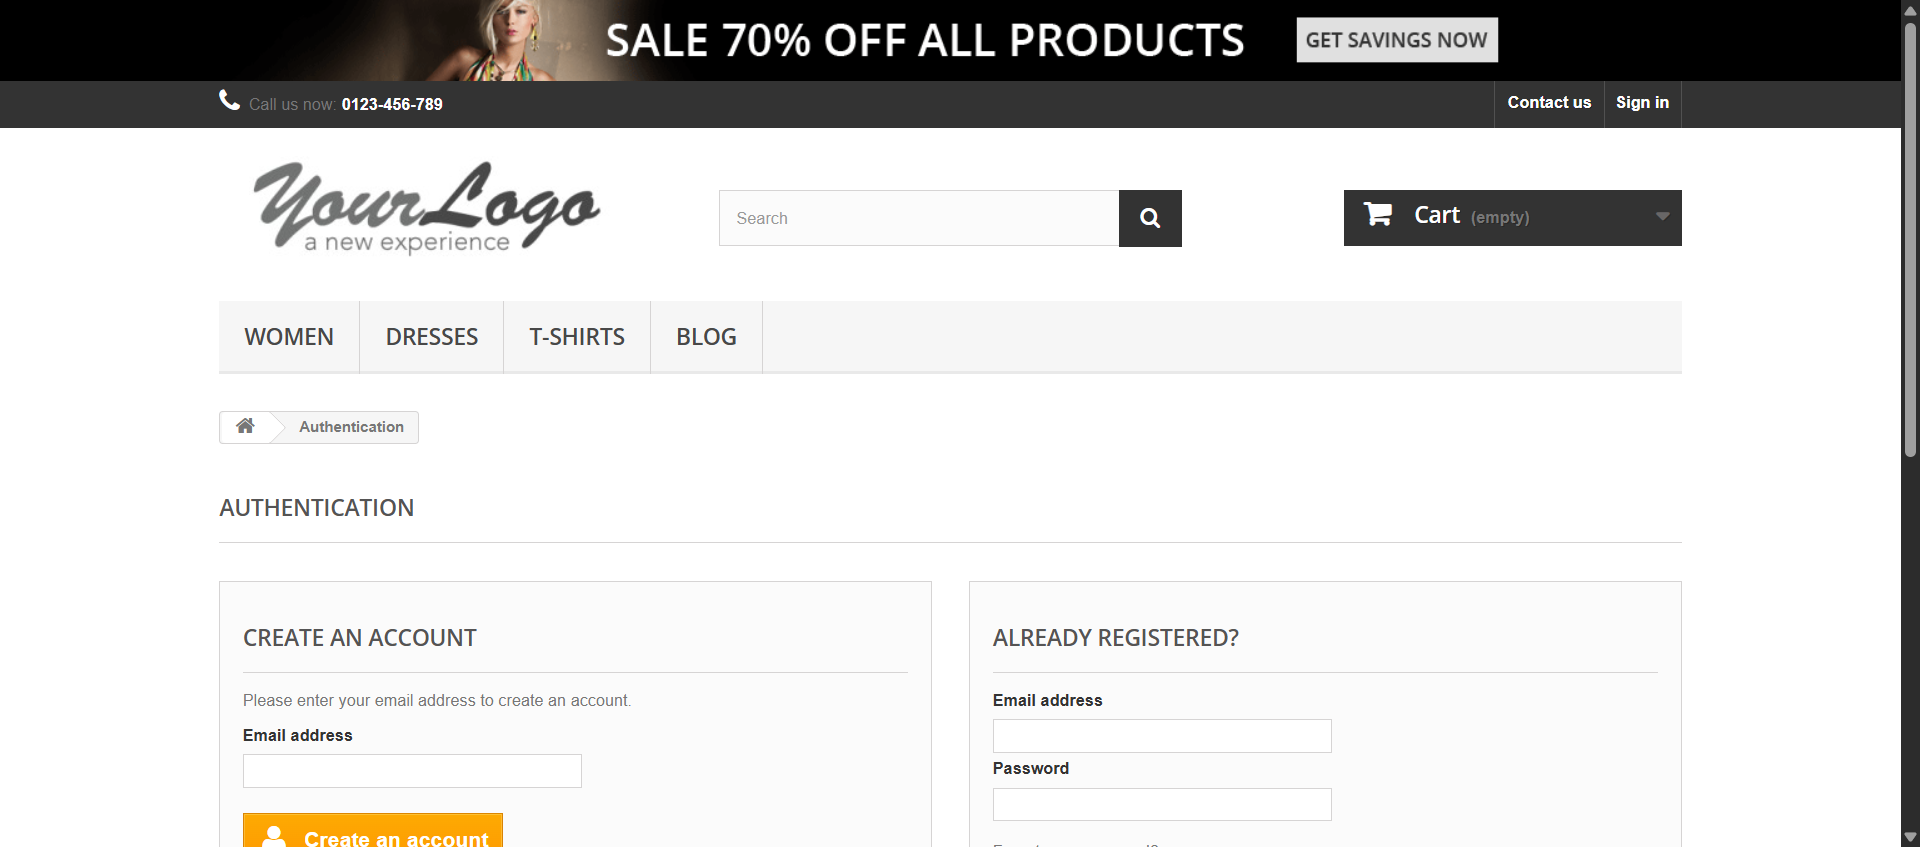 SALE 70% OFF ALL PRODUCTS
GET SAVINGS NOW
Call us now: 0123-456-789
Contact us
Sign in
YourLogo
a new experience
Search
Cart (empty)
WOMEN
DRESSES
T-SHIRTS
BLOG
Authentication
AUTHENTICATION
CREATE AN ACCOUNT
Please enter your email address to create an account.
Email address
Create an account
ALREADY REGISTERED?
Email address
Password